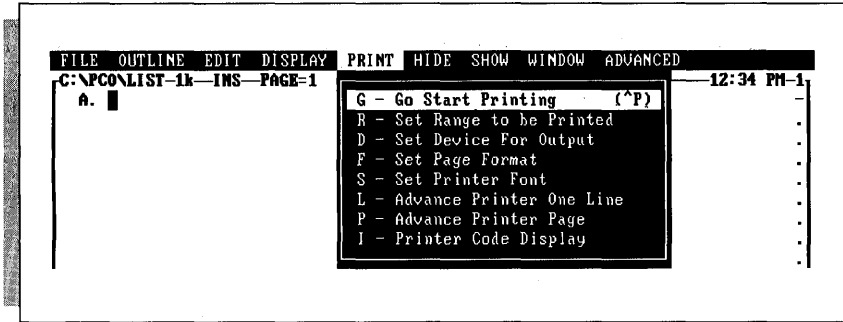 FILE OUTLINE EDIT DISPLAY PRINT HIDE SHOW WINDOW ADVANCED
C:\PCO\LIST—1k—INS—PAGE=1 12:34 PM—1
A.
G – Go Start Printing (^P)
R – Set Range to be Printed
D – Set Device For Output
F – Set Page Format
S – Set Printer Font
L – Advance Printer One Line
P – Advance Printer Page
I – Printer Code Display